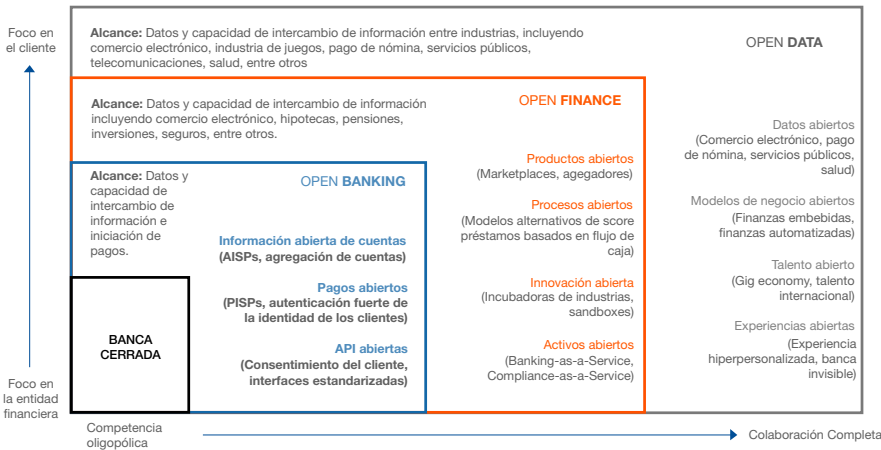 Foco en
el cliente
Alcance: Datos y capacidad de intercambio de información entre industrias, incluyendo
comercio electrónico, industria de juegos, pago de nómina, servicios públicos,
telecomunicaciones, salud, entre otros
OPEN DATA
Alcance: Datos y capacidad de intercambio de información
incluyendo comercio electrónico, hipotecas, pensiones,
inversiones, seguros, entre otros.
OPEN FINANCE
Alcance: Datos y
capacidad de
intercambio de
información e
iniciación de
pagos.
OPEN BANKING
Información abierta de cuentas
(AISPs, agregación de cuentas)
Pagos abiertos
(PISPs, autenticación fuerte de
la identidad de los clientes)
API abiertas
(Consentimiento del cliente,
interfaces estandarizadas)
Productos abiertos
(Marketplaces, agegadores)
Procesos abiertos
(Modelos alternativos de score
préstamos basados en flujo de
caja)
Innovación abierta
(Incubadoras de industrias,
sandboxes)
Activos abiertos
(Banking-as-a-Service,
Compliance-as-a-Service)
Datos abiertos
(Comercio electrónico, pago
de nómina, servicios públicos,
salud)
Modelos de negocio abiertos
(Finanzas embebidas,
finanzas automatizadas)
Talento abierto
(Gig economy, talento
internacional)
Experiencias abiertas
(Experiencia
hiperpersonalizada, banca
invisible)
BANCA
CERRADA
Foco en
la entidad
financiera
Competencia
oligopólica
Colaboración Completa